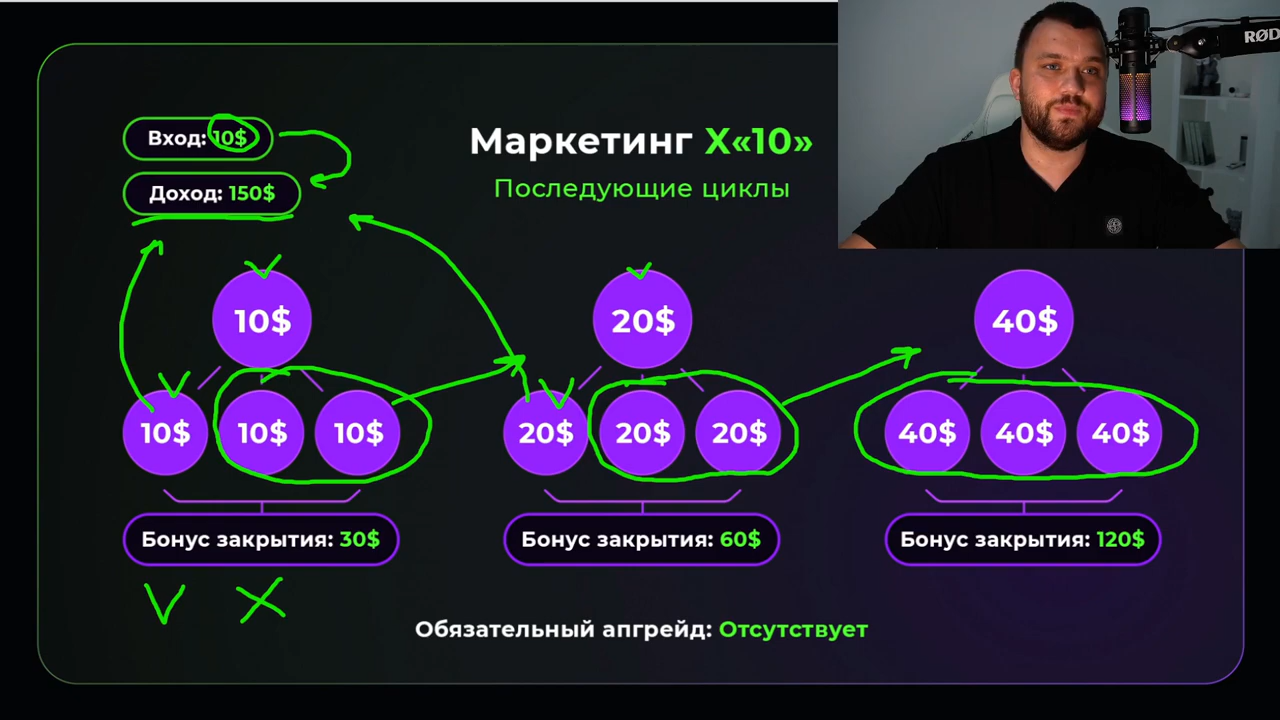 RØD
Вход: 10$
Доход: 150$
Маркетинг X«10»
Последующие циклы
10$
20$
40$
10$ 10$ 10$
20$ 20$ 20$
40$ 40$ 40$
Бонус закрытия: 30$
Бонус закрытия: 60$
Бонус закрытия: 120$
V X
Обязательный апгрейд: Отсутствует